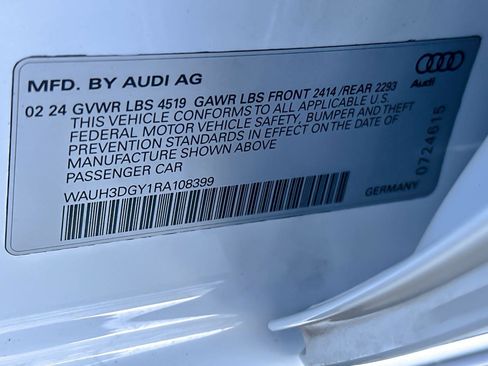 MFD. BY AUDI AG
Audi
02 24 GVWR LBS 4519 GAWR LBS FRONT 2414 /REAR 2293
THIS VEHICLE CONFORMS TO ALL APPLICABLE U.S.
FEDERAL MOTOR VEHICLE SAFETY, BUMPER AND THEFT
PREVENTION STANDARDS IN EFFECT ON THE DATE OF
MANUFACTURE SHOWN ABOVE
PASSENGER CAR
WAUH3DGY1RA108399
0724615
GERMANY